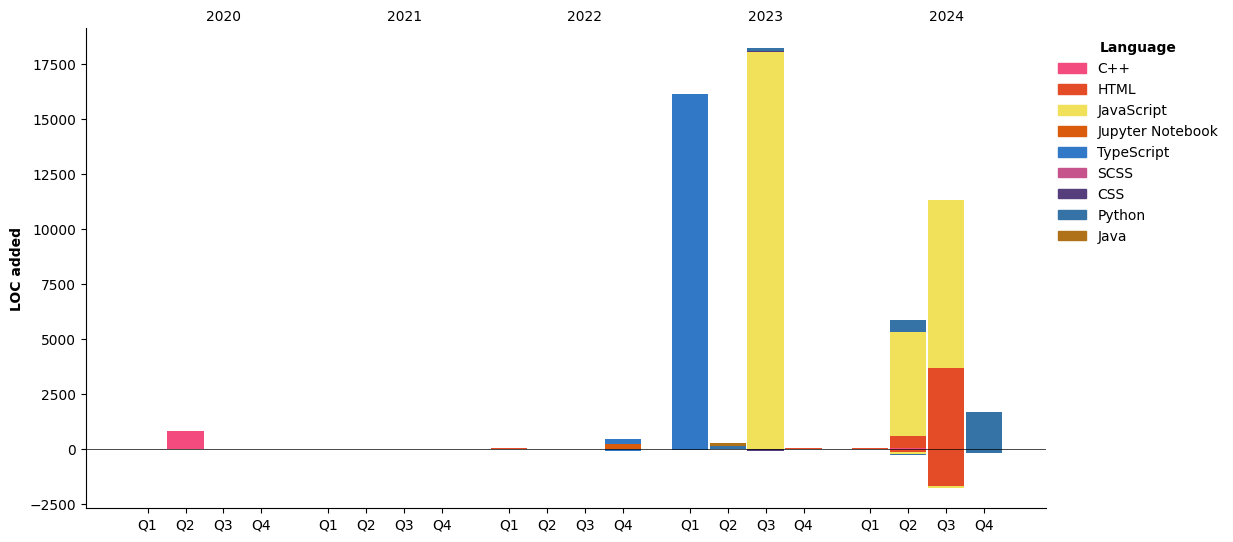 2020 2021 2022 2023 2024
Language
C++
HTML
JavaScript
Jupyter Notebook
TypeScript
SCSS
CSS
Python
Java
LOC added
17500
15000
12500
10000
7500
5000
2500
0
−2500
Q1 Q2 Q3 Q4 Q1 Q2 Q3 Q4 Q1 Q2 Q3 Q4 Q1 Q2 Q3 Q4 Q1 Q2 Q3 Q4